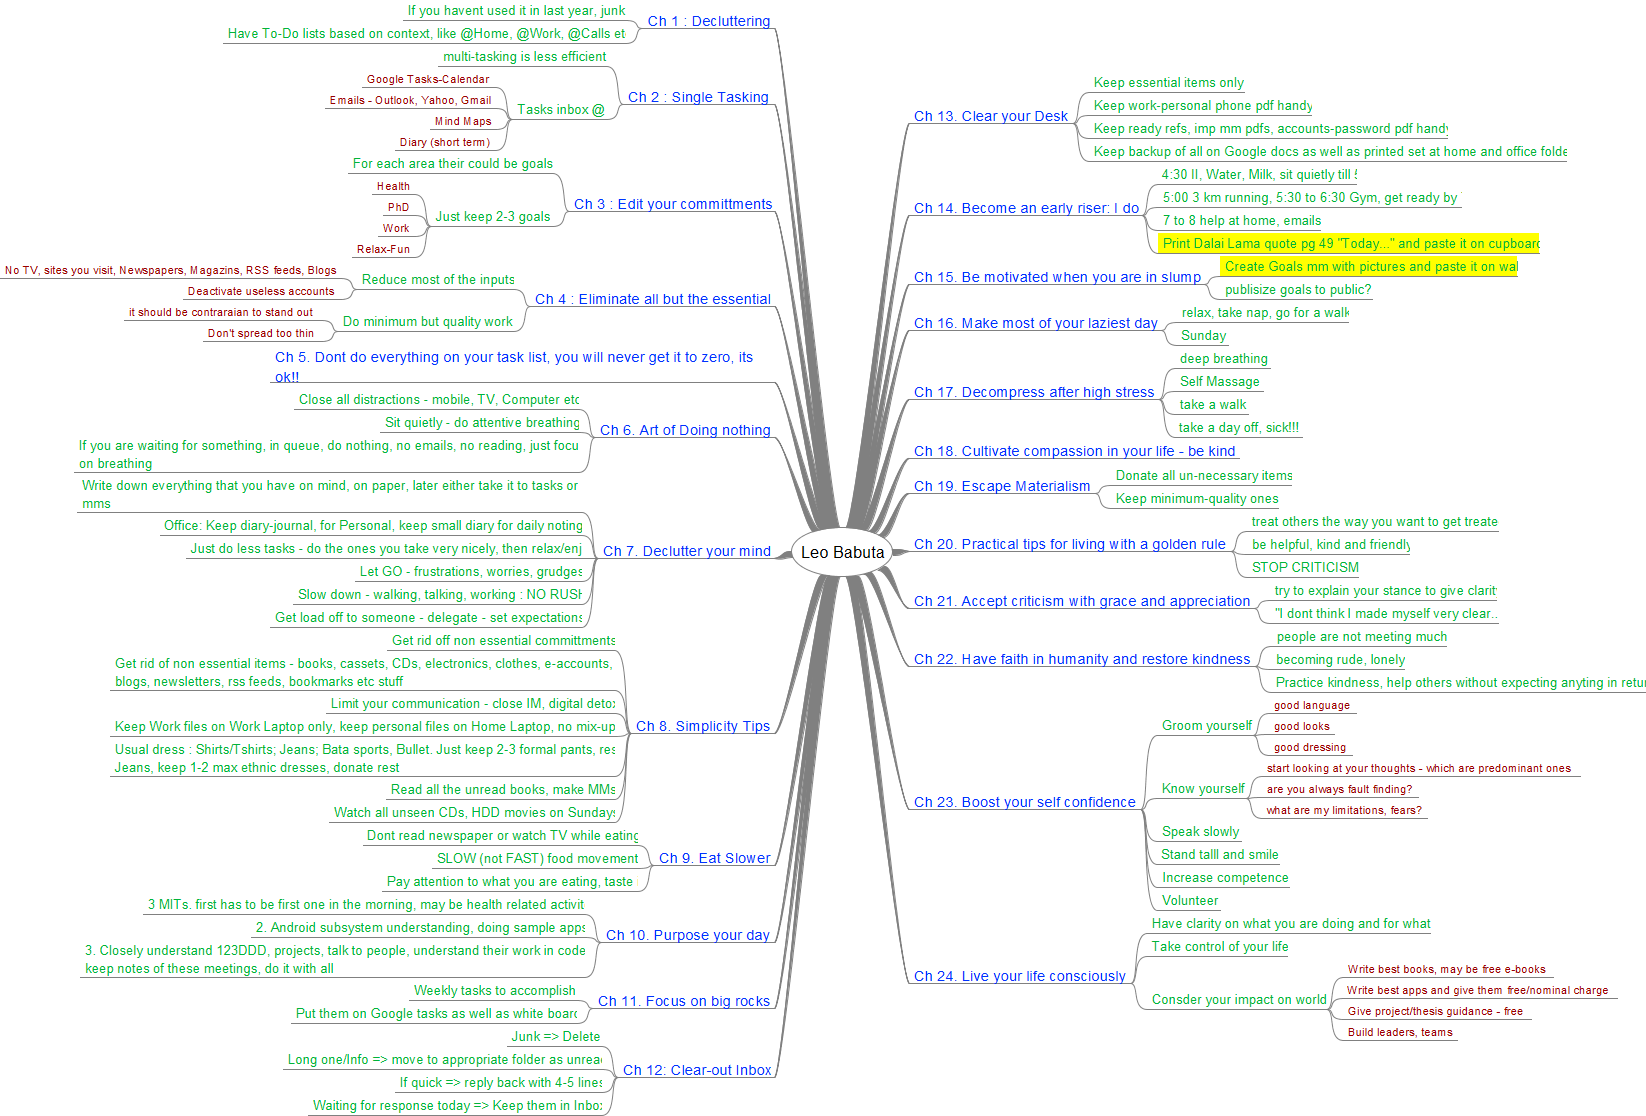 Leo Babuta
Ch 1 : Decluttering
If you havent used it in last year, junk
Have To-Do lists based on context, like @Home, @Work, @Calls et
Ch 2 : Single Tasking
multi-tasking is less efficient
Tasks inbox @
Google Tasks-Calendar
Emails - Outlook, Yahoo, Gmail
Mind Maps
Diary (short term)
Ch 3 : Edit your committments
For each area their could be goals
Just keep 2-3 goals
Health
PhD
Work
Relax-Fun
Ch 4 : Eliminate all but the essential
Reduce most of the inputs
No TV, sites you visit, Newspapers, Magazins, RSS feeds, Blogs
Deactivate useless accounts
Do minimum but quality work
it should be contraraian to stand out
Don't spread too thin
Ch 5. Dont do everything on your task list, you will never get it to zero, its
ok!!
Ch 6. Art of Doing nothing
Close all distractions - mobile, TV, Computer etc
Sit quietly - do attentive breathing
If you are waiting for something, in queue, do nothing, no emails, no reading, just focu
on breathing
Ch 7. Declutter your mind
Write down everything that you have on mind, on paper, later either take it to tasks or
mms
Office: Keep diary-journal, for Personal, keep small diary for daily noting
Just do less tasks - do the ones you take very nicely, then relax/enj
Let GO - frustrations, worries, grudges
Slow down - walking, talking, working : NO RUSH
Get load off to someone - delegate - set expectations
Ch 8. Simplicity Tips
Get rid off non essential committments
Get rid of non essential items - books, cassets, CDs, electronics, clothes, e-accounts,
blogs, newsletters, rss feeds, bookmarks etc stuff
Limit your communication - close IM, digital detox
Keep Work files on Work Laptop only, keep personal files on Home Laptop, no mix-up
Usual dress : Shirts/Tshirts; Jeans; Bata sports, Bullet. Just keep 2-3 formal pants, res
Jeans, keep 1-2 max ethnic dresses, donate rest
Read all the unread books, make MMs
Watch all unseen CDs, HDD movies on Sundays
Ch 9. Eat Slower
Dont read newspaper or watch TV while eating
SLOW (not FAST) food movement
Pay attention to what you are eating, taste
Ch 10. Purpose your day
3 MITs. first has to be first one in the morning, may be health related activit
2. Android subsystem understanding, doing sample apps
3. Closely understand 123DDD, projects, talk to people, understand their work in code
keep notes of these meetings, do it with all
Ch 11. Focus on big rocks
Weekly tasks to accomplish
Put them on Google tasks as well as white board
Ch 12: Clear-out Inbox
Junk => Delete
Long one/Info => move to appropriate folder as unrea
If quick => reply back with 4-5 lines
Waiting for response today => Keep them in Inbox
Ch 13. Clear your Desk
Keep essential items only
Keep work-personal phone pdf handy
Keep ready refs, imp mm pdfs, accounts-password pdf handy
Keep backup of all on Google docs as well as printed set at home and office folde
Ch 14. Become an early riser: I do
4:30 II, Water, Milk, sit quietly till
5:00 3 km running, 5:30 to 6:30 Gym, get ready by
7 to 8 help at home, emails
Print Dalai Lama quote pg 49 "Today..." and paste it on cupboard
Ch 15. Be motivated when you are in slump
Create Goals mm with pictures and paste it on wal
publisize goals to public?
Ch 16. Make most of your laziest day
relax, take nap, go for a walk
Sunday
Ch 17. Decompress after high stress
deep breathing
Self Massage
take a walk
take a day off, sick!!!
Ch 18. Cultivate compassion in your life - be kind
Ch 19. Escape Materialism
Donate all un-necessary items
Keep minimum-quality ones
Ch 20. Practical tips for living with a golden rule
treat others the way you want to get treate
be helpful, kind and friendly
STOP CRITICISM
Ch 21. Accept criticism with grace and appreciation
try to explain your stance to give clarit
"I dont think I made myself very clear..
Ch 22. Have faith in humanity and restore kindness
people are not meeting much
becoming rude, lonely
Practice kindness, help others without expecting anyting in retur
Ch 23. Boost your self confidence
Groom yourself
good language
good looks
good dressing
Know yourself
start looking at your thoughts - which are predominant ones
are you always fault finding?
what are my limitations, fears?
Speak slowly
Stand talll and smile
Increase competence
Volunteer
Ch 24. Live your life consciously
Have clarity on what you are doing and for what
Take control of your life
Consder your impact on world
Write best books, may be free e-books
Write best apps and give them free/nominal charge
Give project/thesis guidance - free
Build leaders, teams